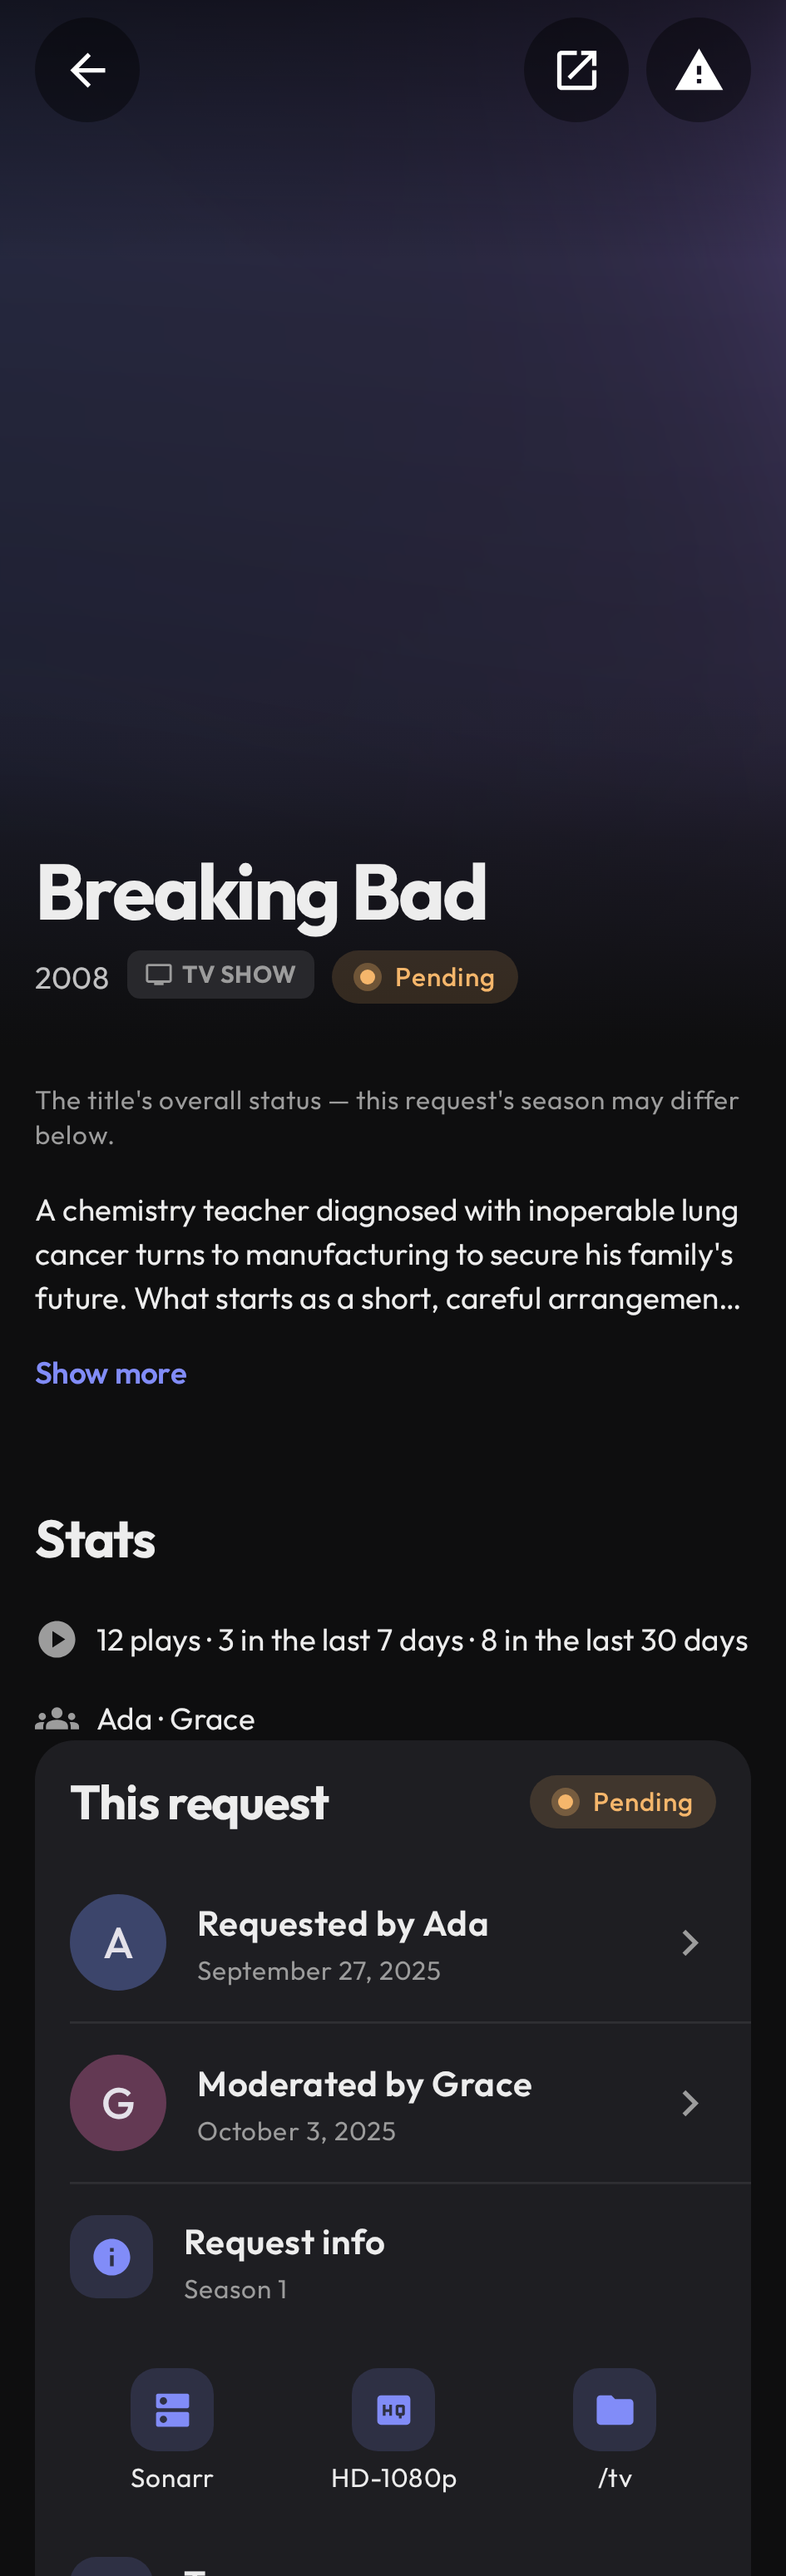 Breaking Bad
2008 TV SHOW Pending
The title's overall status — this request's season may differ
below.
A chemistry teacher diagnosed with inoperable lung
cancer turns to manufacturing to secure his family's
future. What starts as a short, careful arrangemen…
Show more
Stats
12 plays · 3 in the last 7 days · 8 in the last 30 days
Ada · Grace
This request Pending
A Requested by Ada
September 27, 2025
G Moderated by Grace
October 3, 2025
Request info
Season 1
HQ
Sonarr HD-1080p /tv